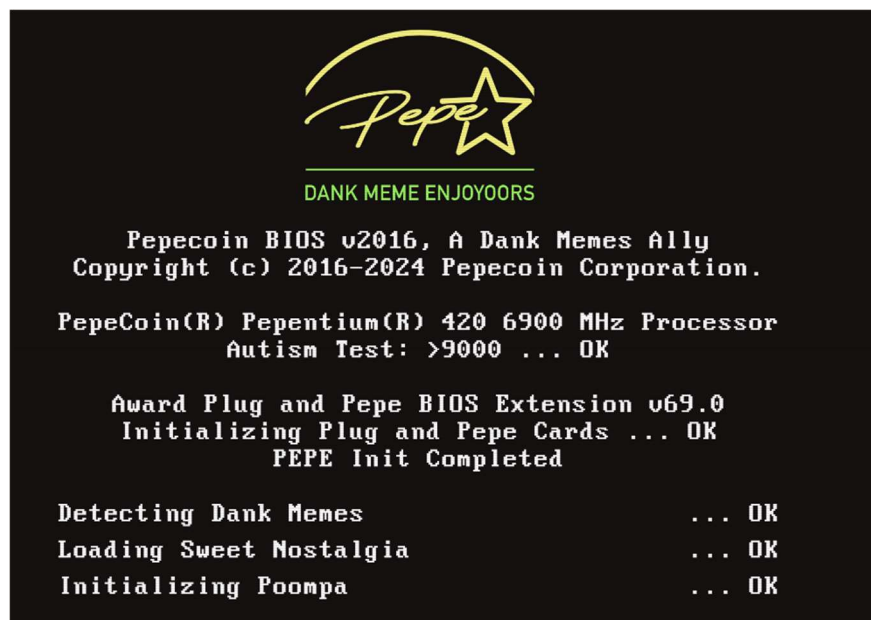 Pepe
DANK MEME ENJOYOORS
Pepecoin BIOS v2016, A Dank Memes Ally
Copyright (c) 2016-2024 Pepecoin Corporation.
PepeCoin(R) Pepentium(R) 420 6900 MHz Processor
Autism Test: >9000 ... OK
Award Plug and Pepe BIOS Extension v69.0
Initializing Plug and Pepe Cards ... OK
PEPE Init Completed
Detecting Dank Memes ... OK
Loading Sweet Nostalgia ... OK
Initializing Poompa ... OK